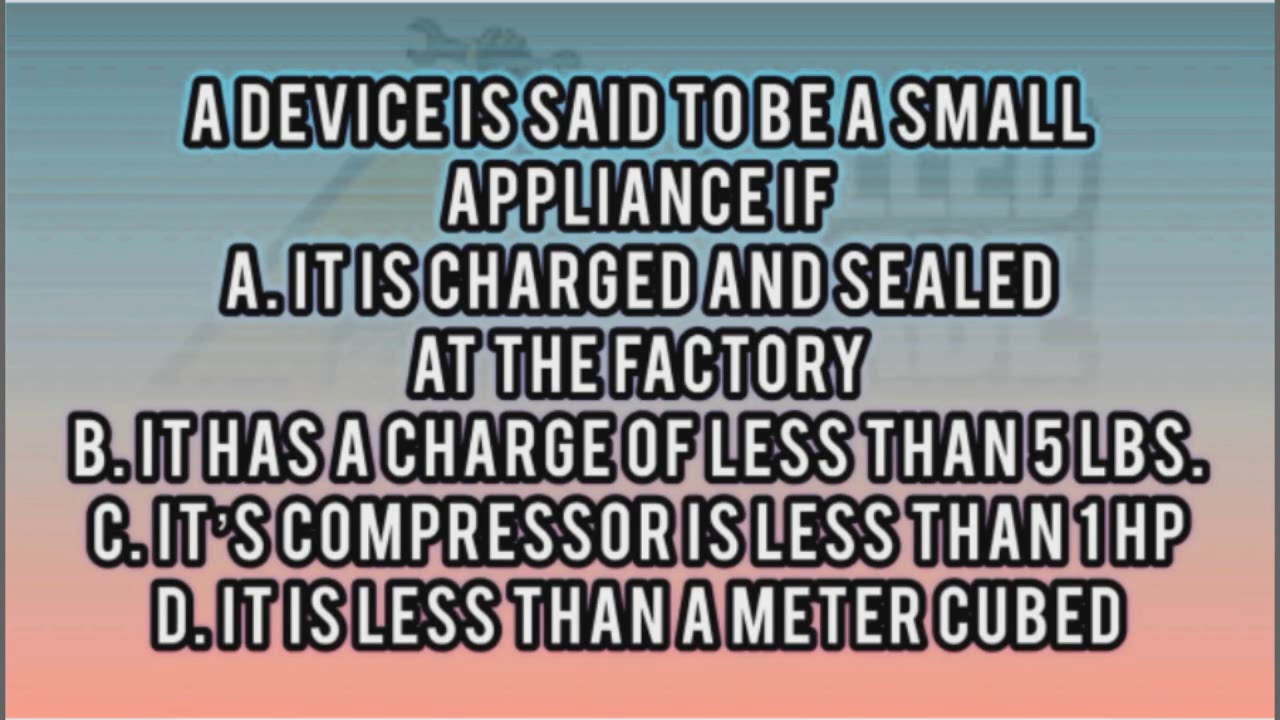 A DEVICE IS SAID TO BE A SMALL
APPLIANCE IF
A. IT IS CHARGED AND SEALED
AT THE FACTORY
B. IT HAS A CHARGE OF LESS THAN 5 LBS.
C. IT'S COMPRESSOR IS LESS THAN 1 HP
D. IT IS LESS THAN A METER CUBED